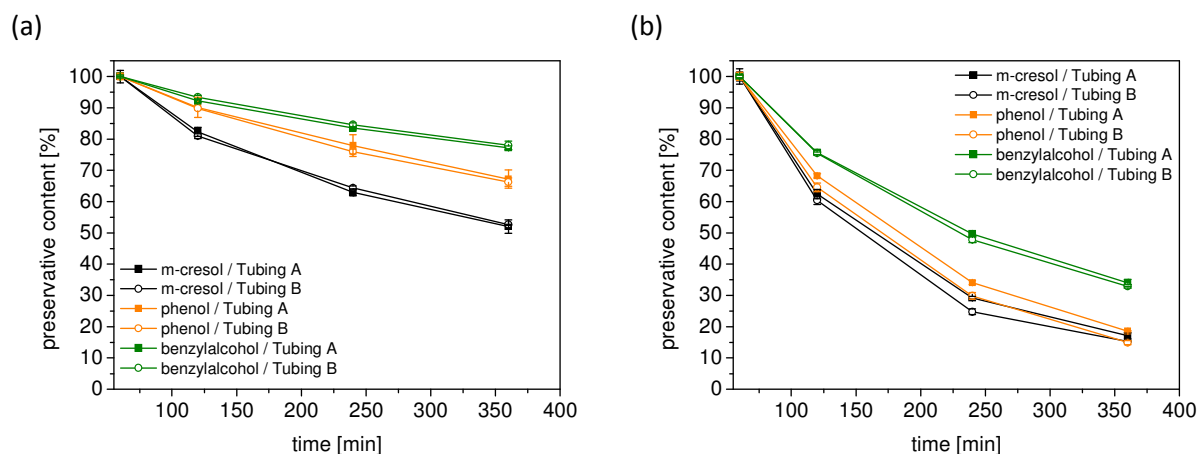 (a)
preservative content [%]
100
90
80
70
60
50
40
30
20
10
0
m-cresol / Tubing A
m-cresol / Tubing B
phenol / Tubing A
phenol / Tubing B
benzylalcohol / Tubing A
benzylalcohol / Tubing B
100 150 200 250 300 350 400
time [min]
(b)
preservative content [%]
100
90
80
70
60
50
40
30
20
10
0
m-cresol / Tubing A
m-cresol / Tubing B
phenol / Tubing A
phenol / Tubing B
benzylalcohol / Tubing A
benzylalcohol / Tubing B
100 150 200 250 300 350 400
time [min]